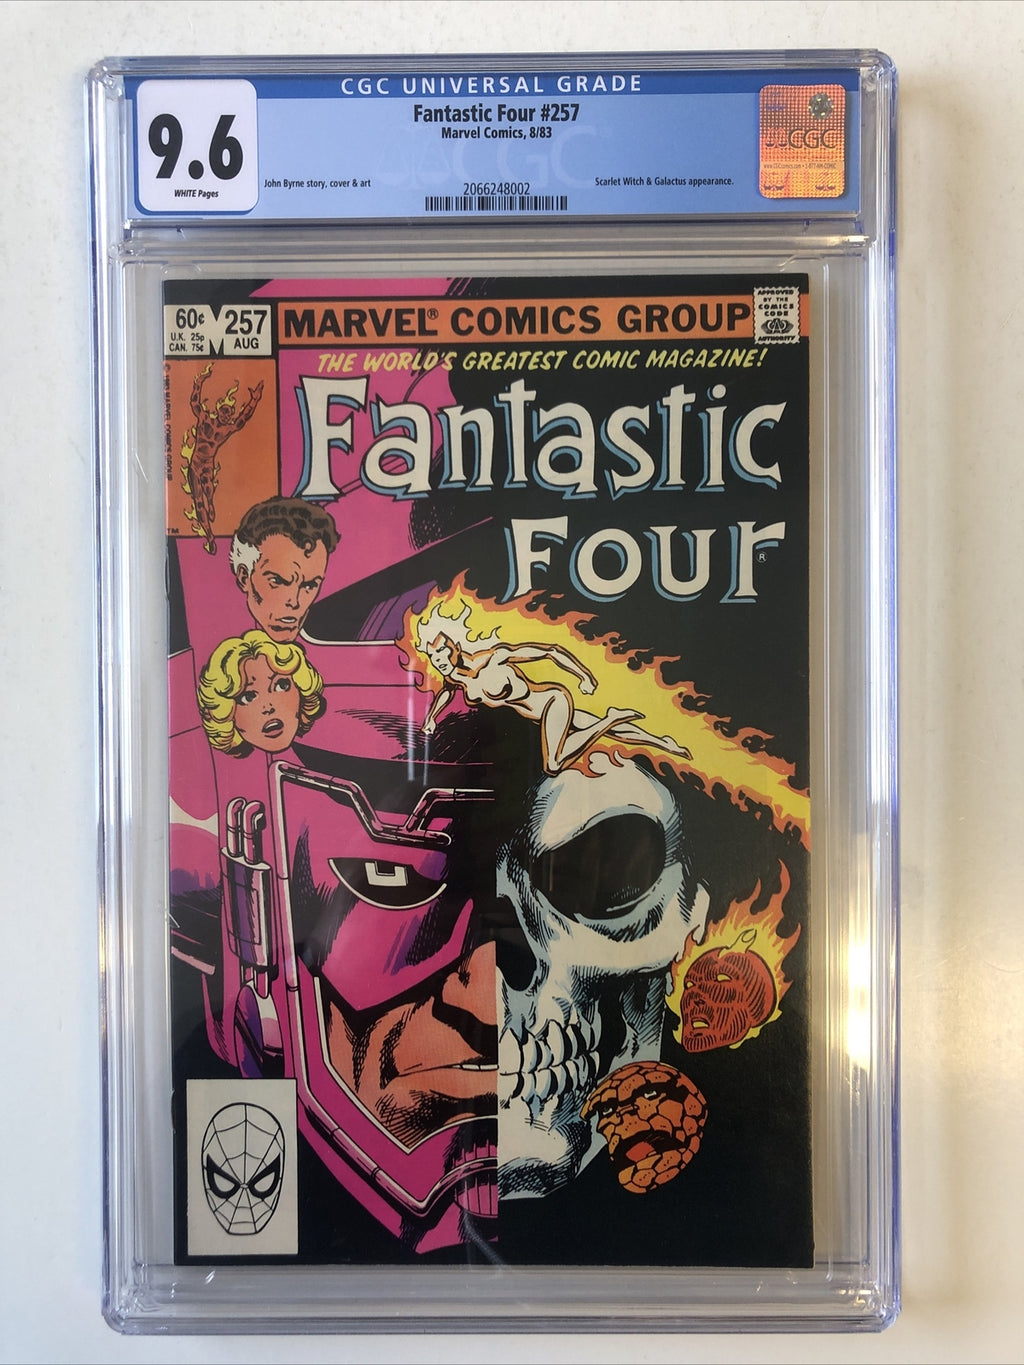 CGC UNIVERSAL GRADE
9.6
WHITE Pages
Fantastic Four #257
Marvel Comics, 8/83
John Byrne story, cover & art
2066248002
Scarlet Witch & Galactus appearance.
CGC
60¢
U.K. 25p
CAN. 75¢
257
AUG
MARVEL® COMICS GROUP
APPROVED
BY THE
COMICS
CODE
AUTHORITY
THE WORLD'S GREATEST COMIC MAGAZINE!
Fantastic
Four®
TM